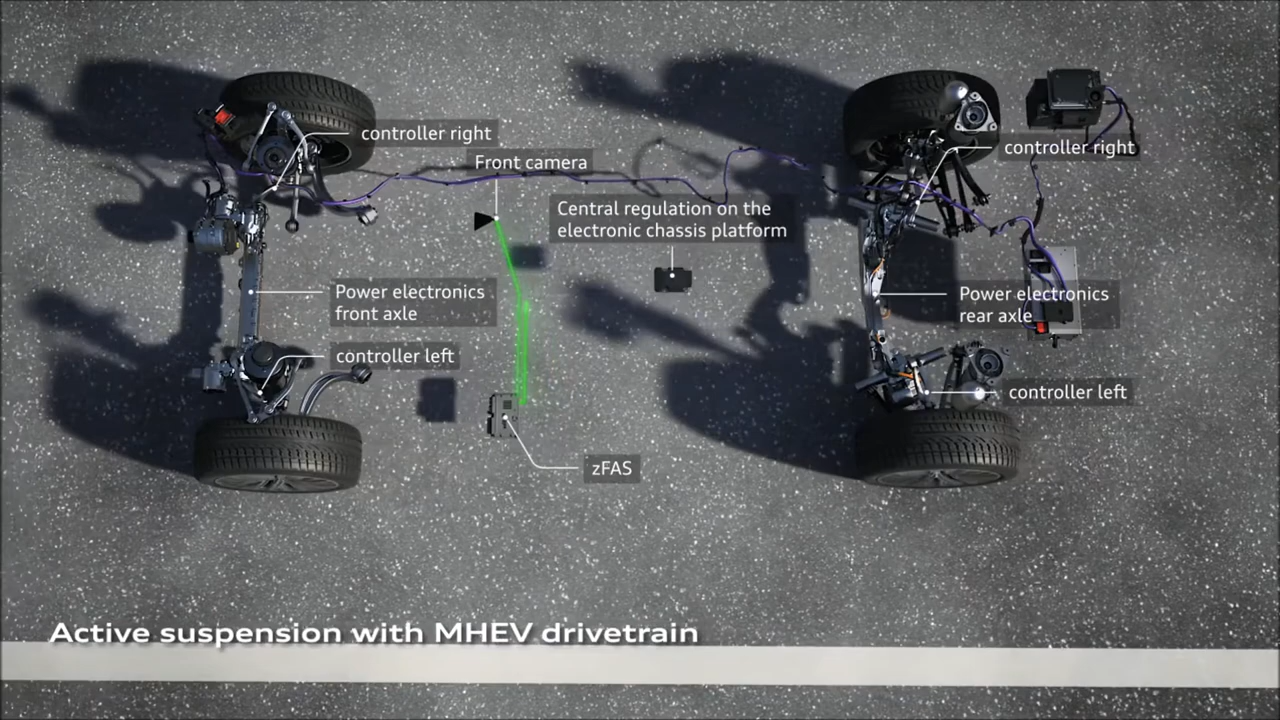 controller right
controller right
Front camera
Central regulation on the
electronic chassis platform
Power electronics
front axle
Power electronics
rear axle
controller left
controller left
zFAS
Active suspension with MHEV drivetrain